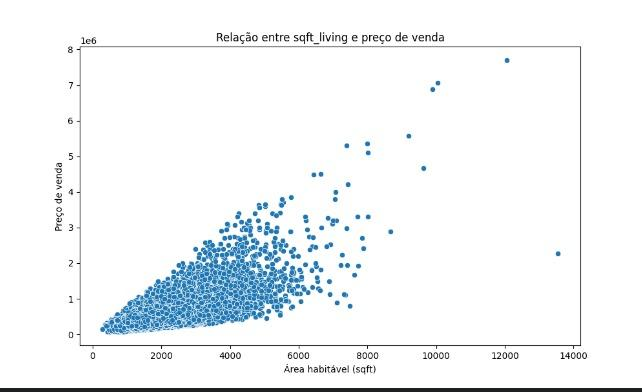 Relação entre sqft_living e preço de venda
1e6
8
7
6
5
4
3
2
1
0
Preço de venda
0 2000 4000 6000 8000 10000 12000 14000
Área habitável (sqft)